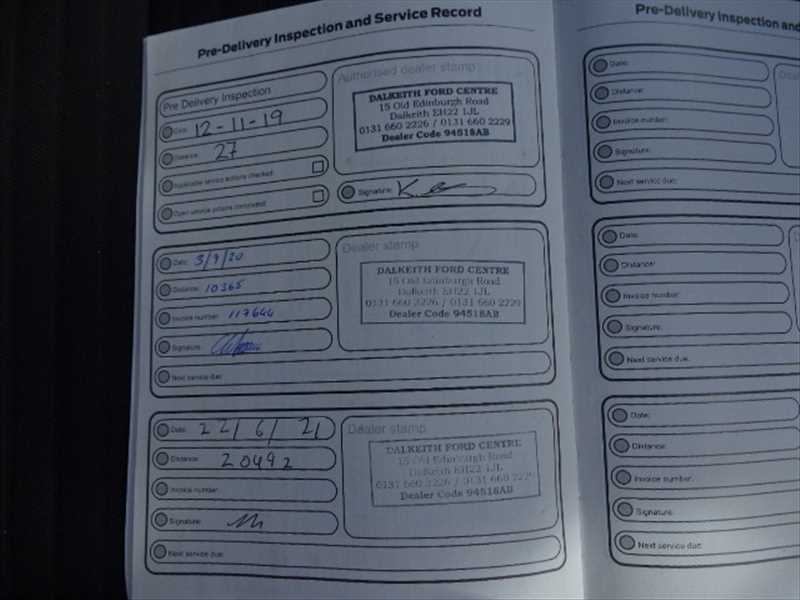 Pre-Delivery Inspection and Service Record
Pre Delivery Inspection
Date: 12-11-19
Distance: 27
Applicable service actions checked:
Open service actions completed:
Authorised dealer stamp
DALKEITH FORD CENTRE
15 Old Edinburgh Road
Dalkeith EH22 1JL
0131 660 2226 / 0131 660 2229
Dealer Code 94518AB
Signature:
Date: 3/9/20
Distance: 10365
Invoice number: 117644
Signature:
Next service due:
Dealer stamp
DALKEITH FORD CENTRE
15 Old Edinburgh Road
Dalkeith EH22 1JL
0131 660 2226 / 0131 660 2229
Dealer Code 94518AB
Date: 22/6/21
Distance: 20492
Invoice number:
Signature:
Next service due:
Dealer stamp
DALKEITH FORD CENTRE
15 Old Edinburgh Road
Dalkeith EH22 1JL
0131 660 2226 / 0131 660 2229
Dealer Code 94518AB
Pre-Delivery Inspection an
Date:
Distance:
Invoice number:
Signature:
Next service due:
Date:
Distance:
Invoice number:
Signature:
Next service due:
Date:
Distance:
Invoice number:
Signature:
Next service due: